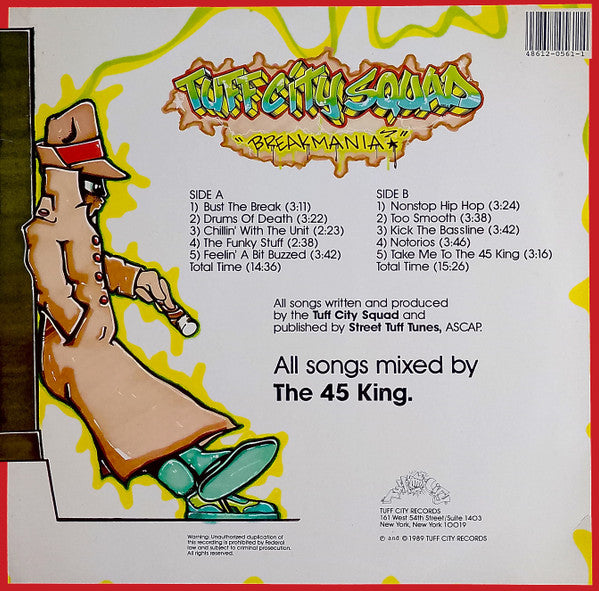 48612-0561-1
TUFF CITY SQUAD
"BREAKMANIA?"
SIDE A
1) Bust The Break (3:11)
2) Drums Of Death (3:22)
3) Chillin' With The Unit (2:23)
4) The Funky Stuff (2:38)
5) Feelin' A Bit Buzzed (3:42)
Total Time (14:36)
SIDE B
1) Nonstop Hip Hop (3:24)
2) Too Smooth (3:38)
3) Kick The Bassline (3:42)
4) Notorios (3:46)
5) Take Me To The 45 King (3:16)
Total Time (15:26)
All songs written and produced
by the Tuff City Squad and
published by Street Tuff Tunes, ASCAP.
All songs mixed by
The 45 King.
TUFF CITY RECORDS
161 West 54th Street/Suite 1403
New York, New York 10019
℗ and © 1989 TUFF CITY RECORDS
Warning: Unauthorized duplication of
this recording is prohibited by Federal
law and subject to criminal prosecution.
All rights reserved.